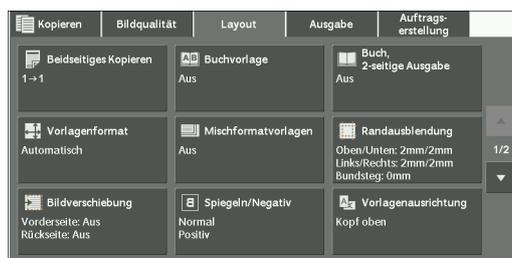 Kopieren
Bildqualität
Layout
Ausgabe
Auftrags-
erstellung
Beidseitiges Kopieren
1→1
Buchvorlage
Aus
Buch,
2-seitige Ausgabe
Aus
Vorlagenformat
Automatisch
Mischformatvorlagen
Aus
Randausblendung
Oben/Unten: 2mm/2mm
Links/Rechts: 2mm/2mm
Bundsteg: 0mm
1/2
Bildverschiebung
Vorderseite: Aus
Rückseite: Aus
Spiegeln/Negativ
Normal
Positiv
Vorlagenausrichtung
Kopf oben